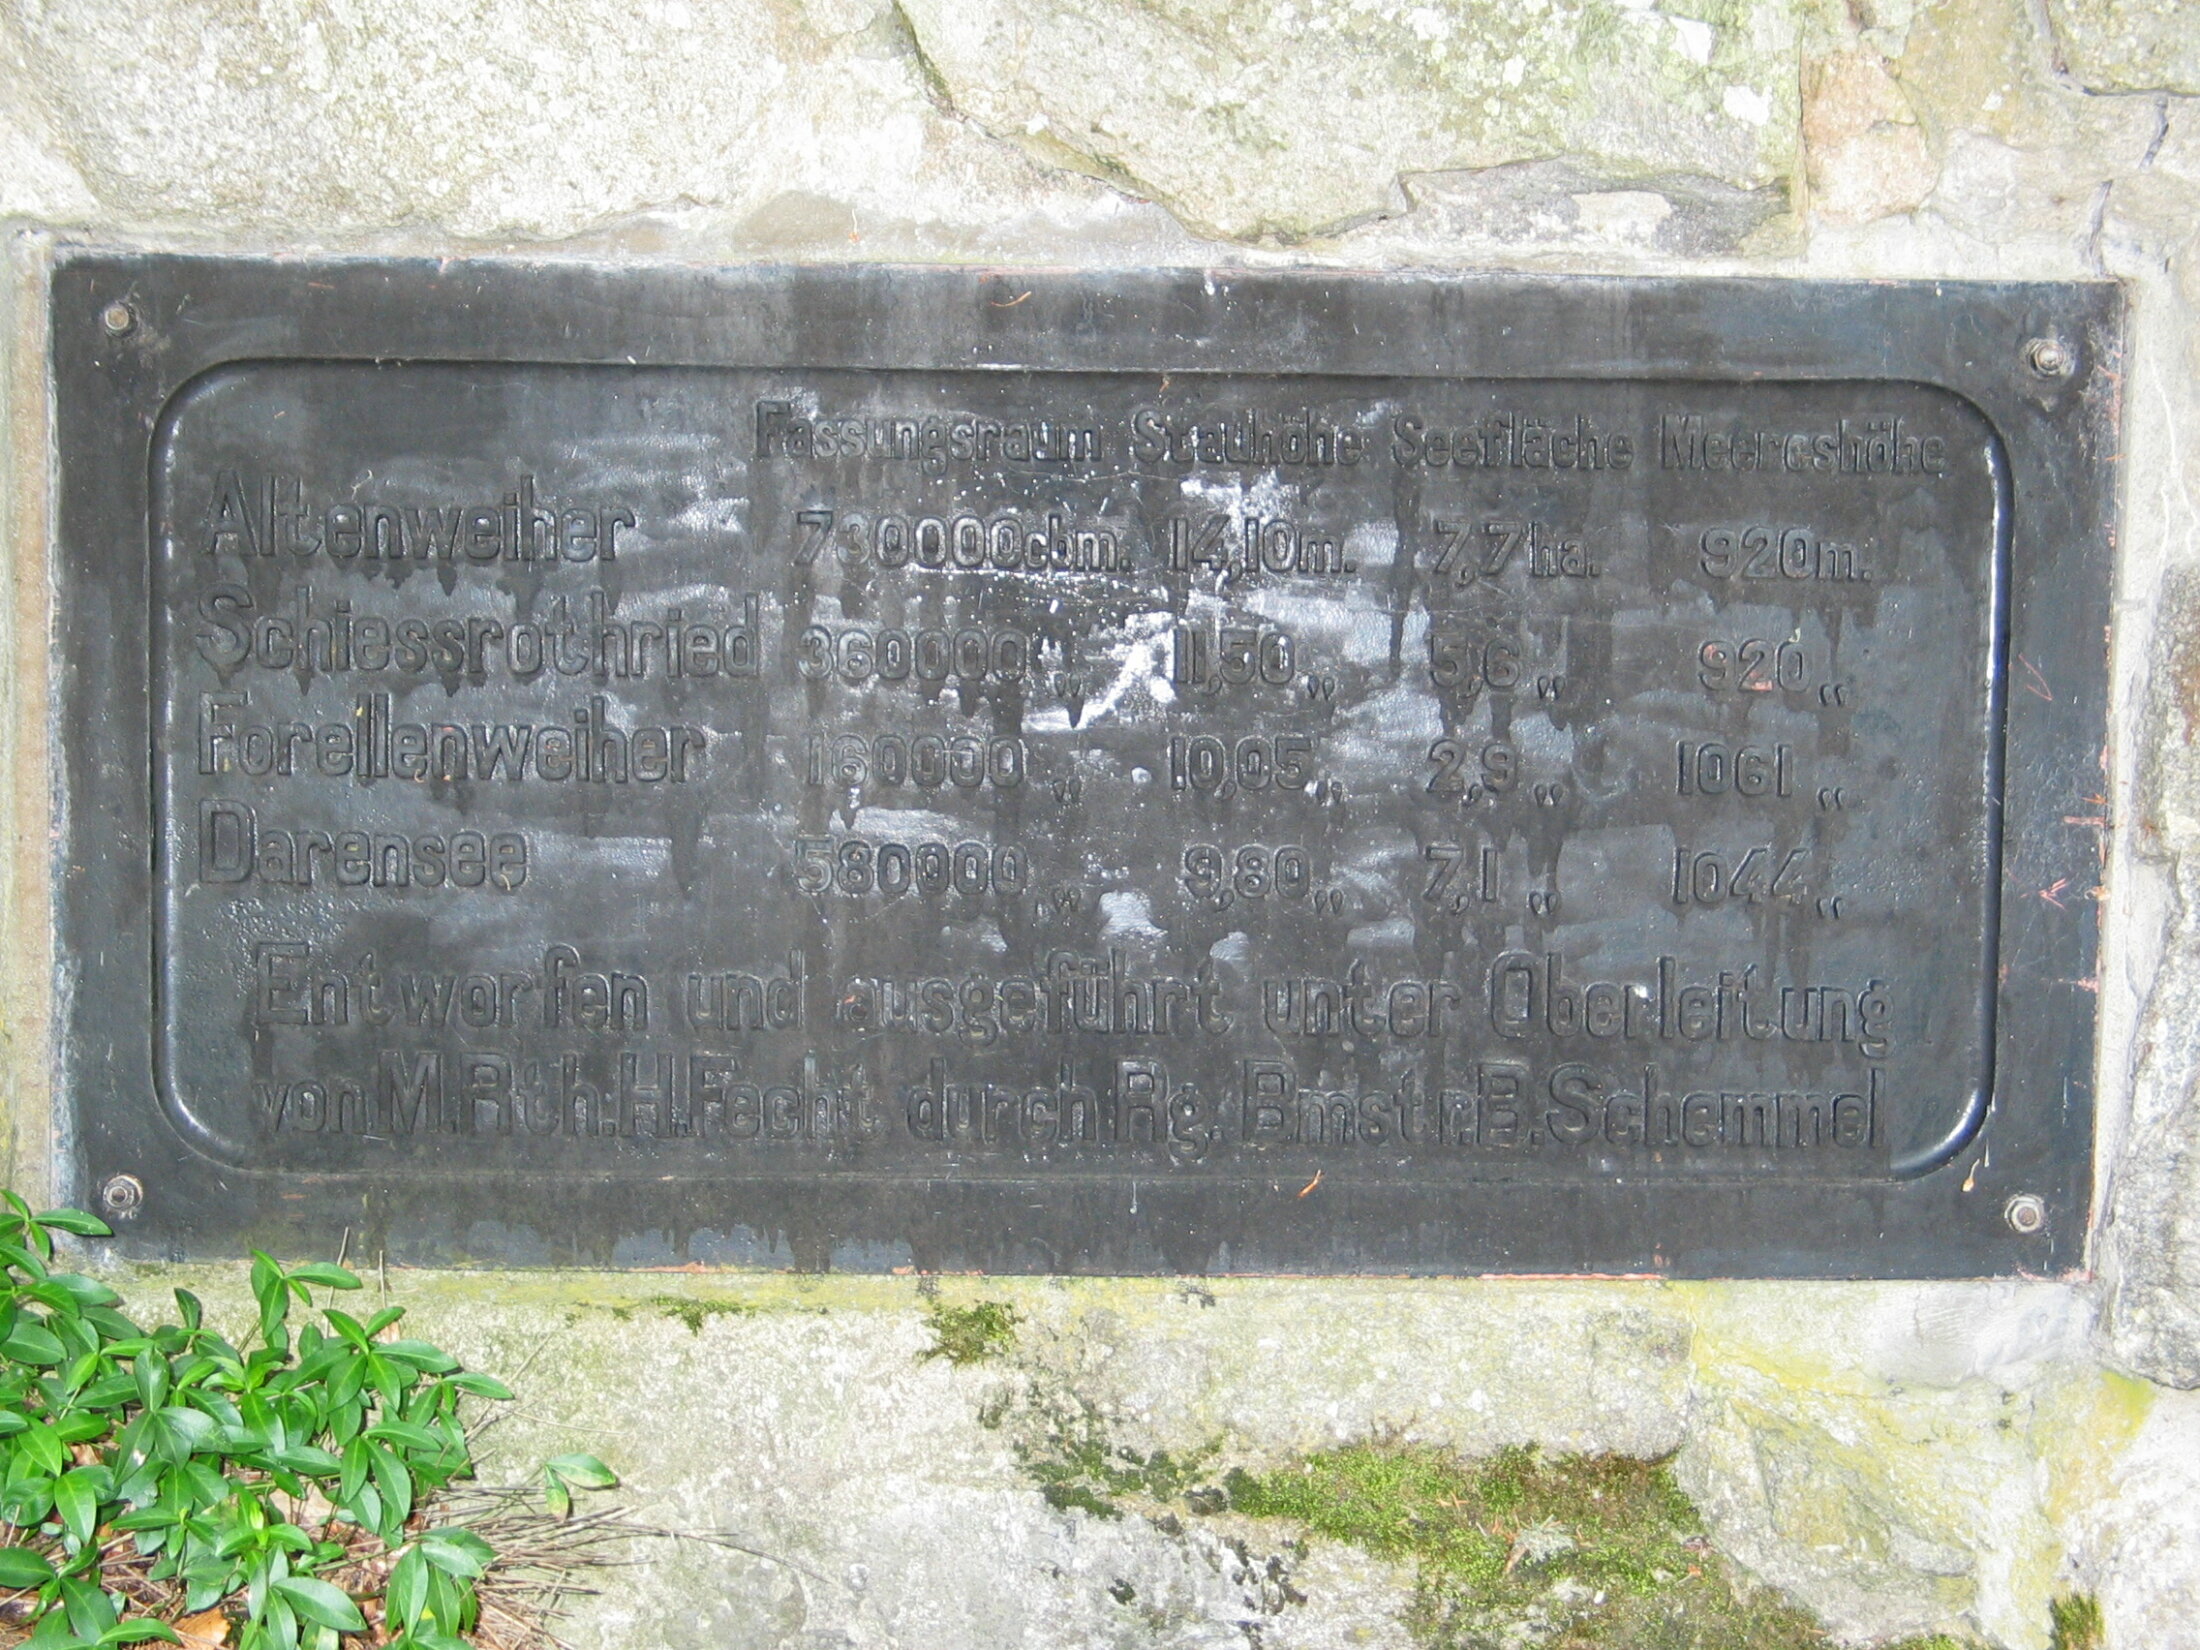 Fassungsraum Stauhöhe Seefläche Meereshöhe
Altenweiher 730000cbm. 14,10m. 7,7ha. 920m.
Schiessrothried 360000 „ 11,50 „ 5,6 „ 920 „
Forellenweiher 160000 „ 10,05 „ 2,9 „ 1061 „
Darensee 580000 „ 9,80 „ 7,1 „ 1044 „
Entworfen und ausgeführt unter Oberleitung
von M.Rth.H.Fecht durch Rg. Bmstr.E.Schemmel